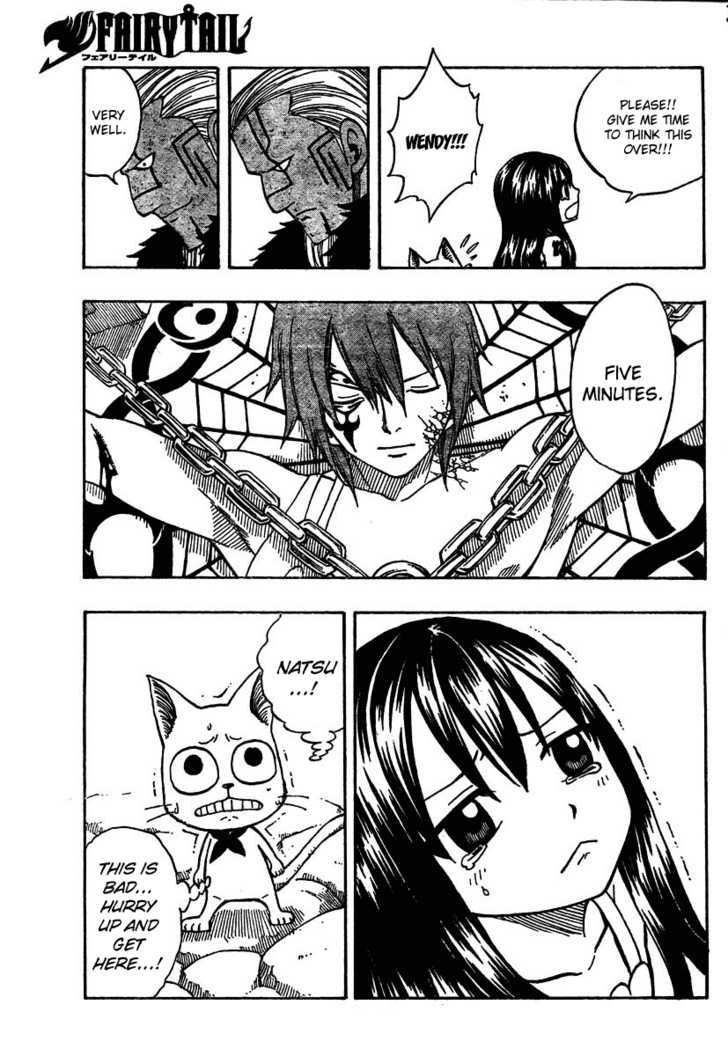 FAIRY TAIL
フェアリーテイル
PLEASE!!
GIVE ME TIME
TO THINK THIS
OVER!!!
WENDY!!!
VERY
WELL.
FIVE
MINUTES.
NATSU
...!
THIS IS
BAD...
HURRY
UP AND
GET
HERE...!